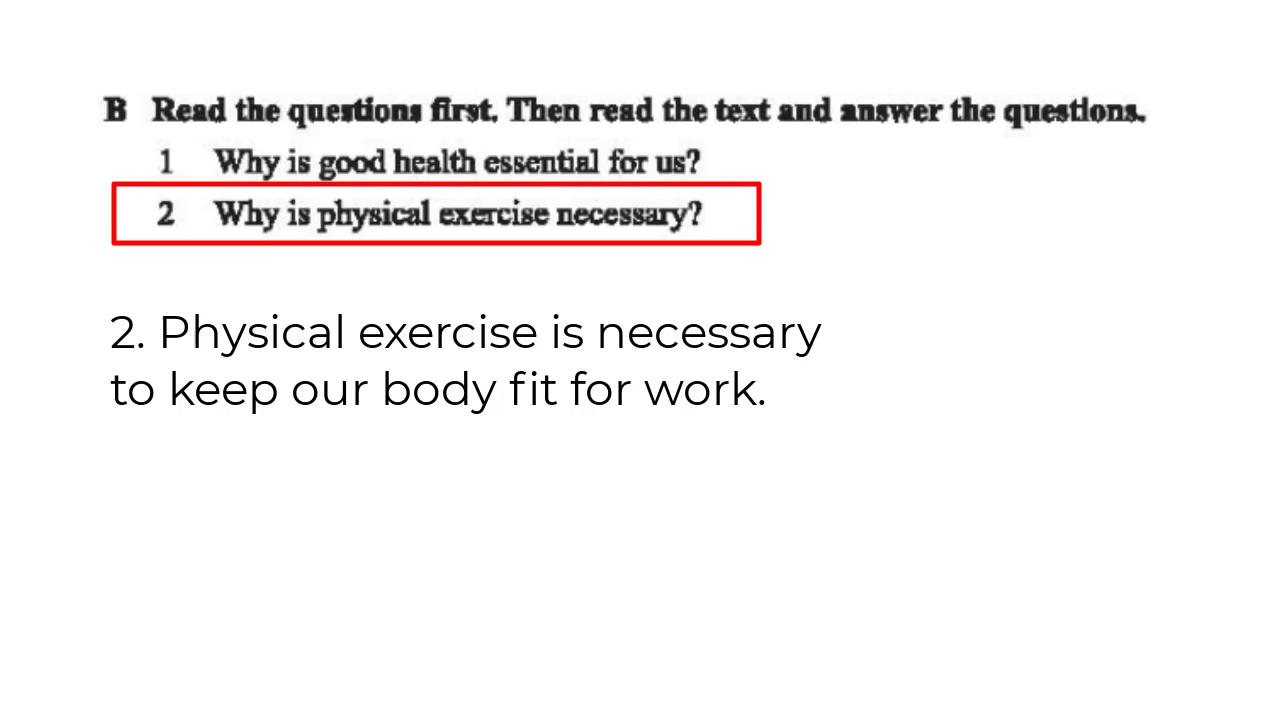 B Read the questions first. Then read the text and answer the questions.
1 Why is good health essential for us?
2 Why is physical exercise necessary?
2. Physical exercise is necessary
to keep our body fit for work.